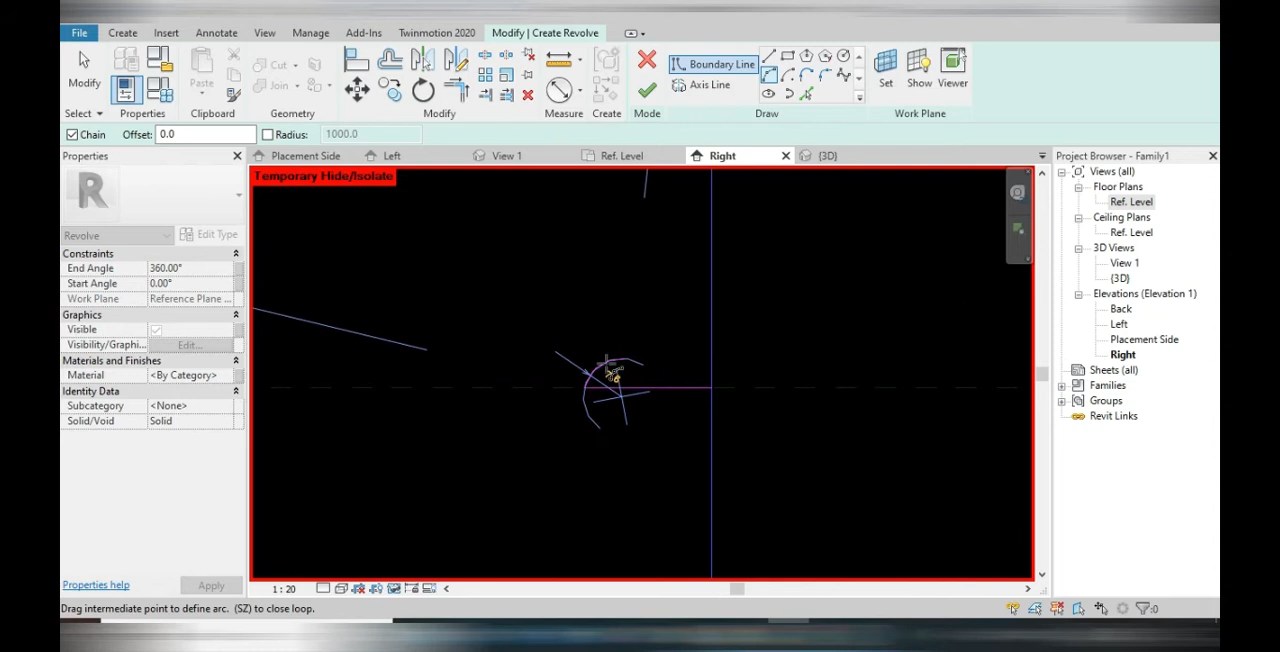 File Create Insert Annotate View Manage Add-Ins Twinmotion 2020 Modify | Create Revolve
Modify
Paste
Cut
Join
Boundary Line
Axis Line
Set Show Viewer
Select Properties Clipboard Geometry Modify Measure Create Mode Draw Work Plane
Chain Offset: 0.0 Radius: 1000.0
Properties
Placement Side Left View 1 Ref. Level Right {3D}
Project Browser - Family1
Temporary Hide/Isolate
R
Revolve Edit Type
Constraints
End Angle 360.00°
Start Angle 0.00°
Work Plane Reference Plane ...
Graphics
Visible
Visibility/Graphi... Edit...
Materials and Finishes
Material <By Category>
Identity Data
Subcategory <None>
Solid/Void Solid
Properties help Apply
Views (all)
Floor Plans
Ref. Level
Ceiling Plans
Ref. Level
3D Views
View 1
{3D}
Elevations (Elevation 1)
Back
Left
Placement Side
Right
Sheets (all)
Families
Groups
Revit Links
1 : 20
Drag intermediate point to define arc. (SZ) to close loop.
:0